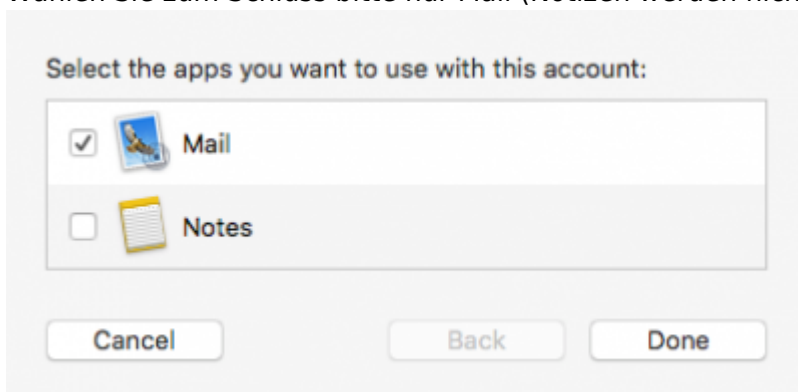 Wählen Sie zum Schluss bitte nur Mail (Notizen werden nich
Select the apps you want to use with this account:
Mail
Notes
Cancel
Back
Done